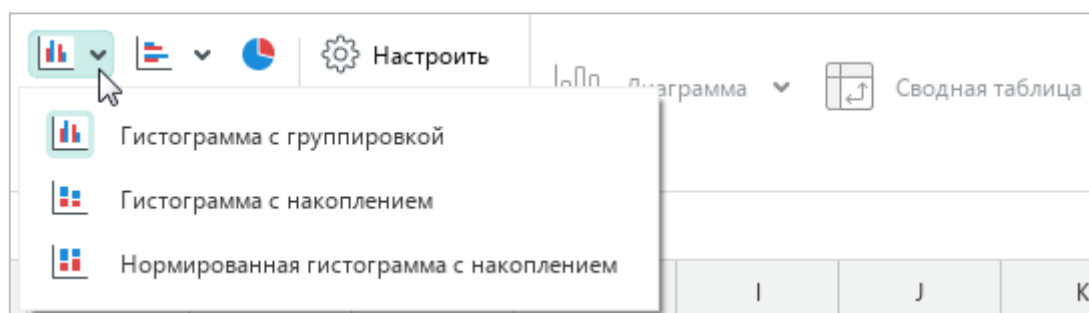 Настроить
Диаграмма
Сводная таблица
Гистограмма с группировкой
Гистограмма с накоплением
Нормированная гистограмма с накоплением
I
J
K